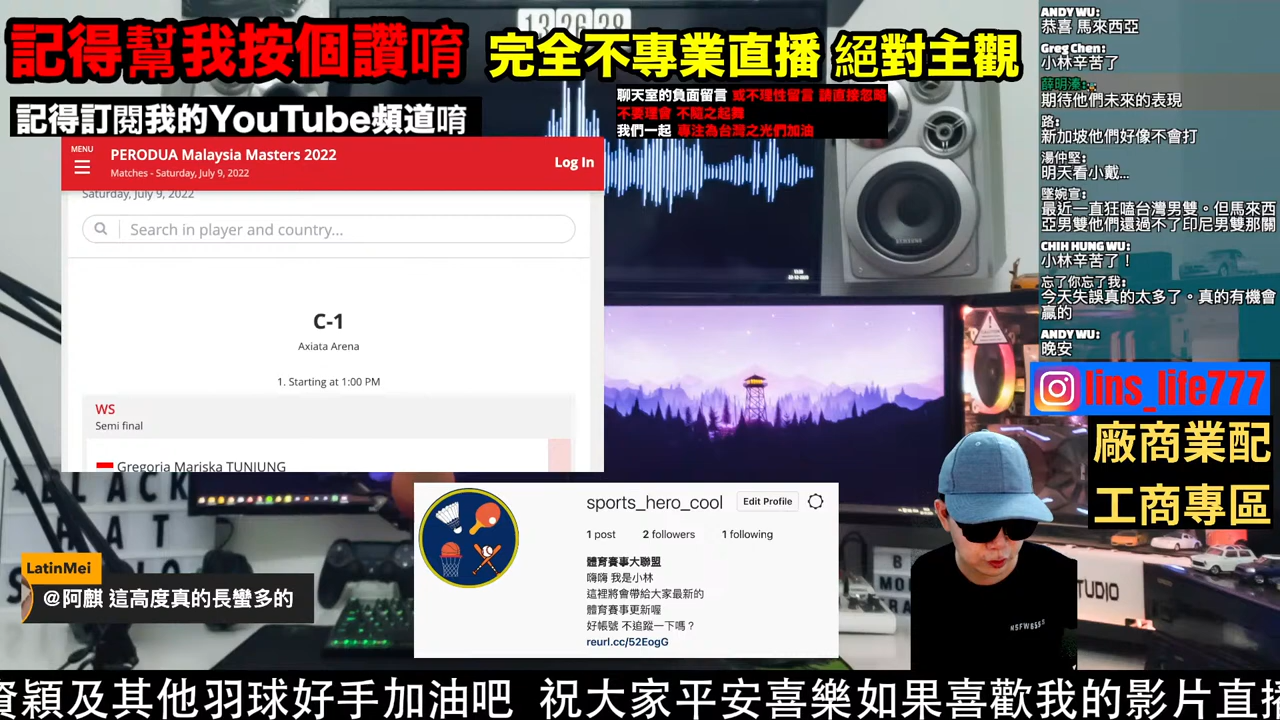 記得幫我按個讚唷
完全不專業直播 絕對主觀
記得訂閱我的YouTube頻道唷
聊天室的負面留言 或不理性留言 請直接忽略
不要理會 不隨之起舞
我們一起 專注為台灣之光們加油
MENU
PERODUA Malaysia Masters 2022
Matches - Saturday, July 9, 2022
Log In
Saturday, July 9, 2022
Search in player and country...
C-1
Axiata Arena
1. Starting at 1:00 PM
WS
Semi final
Gregoria Mariska TUNJUNG
ANDY WU:
恭喜 馬來西亞
Greg Chen:
小林辛苦了
薛明溱:
期待他們未來的表現
路:
新加坡他們好像不會打
湯仲堅:
明天看小戴...
墜婉宣:
最近一直狂嗑台灣男雙。但馬來西
亞男雙他們還過不了印尼男雙那關
CHIH HUNG WU:
小林辛苦了！
忘了你忘了我:
今天失誤真的太多了。真的有機會
贏的
ANDY WU:
晚安
lins_life777
廠商業配
工商專區
SAMSUNG
BLACK
HAT
LatinMei
@阿麒 這高度真的長蠻多的
sports_hero_cool
Edit Profile
1 post
2 followers
1 following
體育賽事大聯盟
嗨嗨 我是小林
這裡將會帶給大家最新的
體育賽事更新喔
好帳號 不追蹤一下嗎？
reurl.cc/52EogG
TUDIO
資穎及其他羽球好手加油吧 祝大家平安喜樂如果喜歡我的影片直播